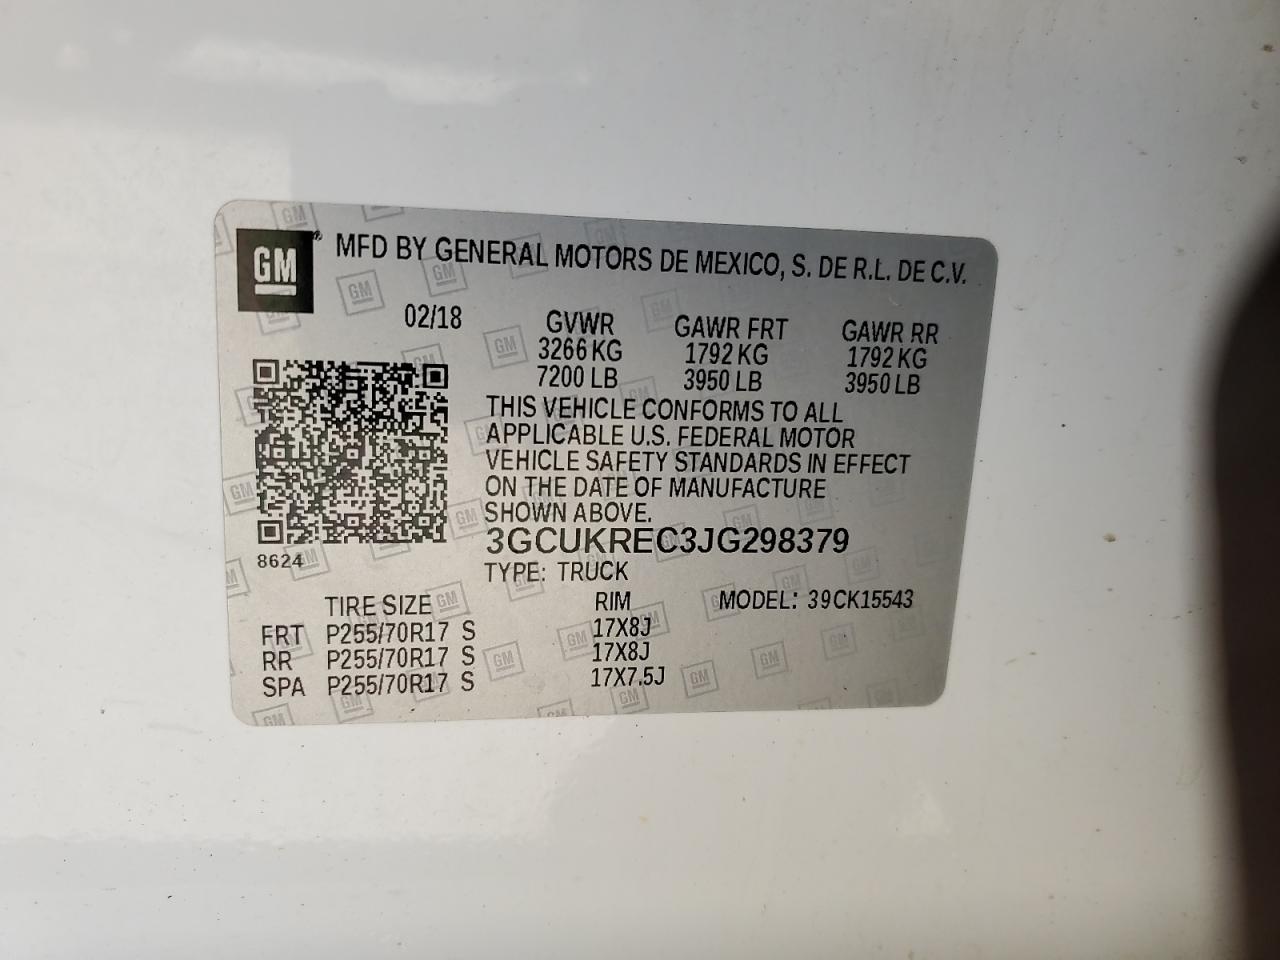 GM® MFD BY GENERAL MOTORS DE MEXICO, S. DE R.L. DE C.V.
02/18 GVWR GAWR FRT GAWR RR
3266 KG 1792 KG 1792 KG
7200 LB 3950 LB 3950 LB
THIS VEHICLE CONFORMS TO ALL
APPLICABLE U.S. FEDERAL MOTOR
VEHICLE SAFETY STANDARDS IN EFFECT
ON THE DATE OF MANUFACTURE
SHOWN ABOVE.
3GCUKREC3JG298379
8624
TYPE: TRUCK
TIRE SIZE RIM MODEL: 39CK15543
FRT P255/70R17 S 17X8J
RR P255/70R17 S 17X8J
SPA P255/70R17 S 17X7.5J